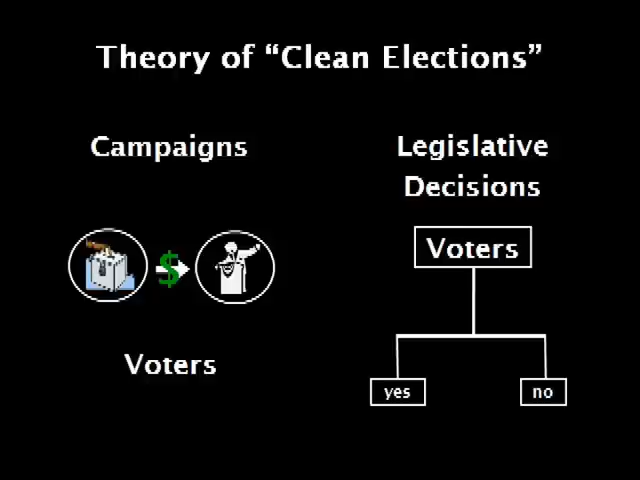 Theory of “Clean Elections”
Campaigns
$
Voters
Legislative
Decisions
Voters
yes
no